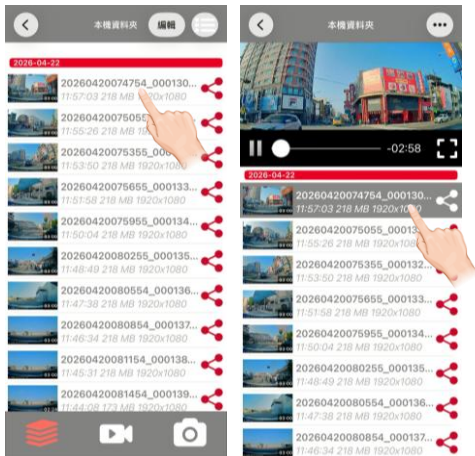 本機資料夾 編輯
2026-04-22
20260420074754_000130...
11:57:03 218 MB 1920x1080
20260420075055
11:55:26 218 MB
20260420075355_000
11:53:50 218 MB 1920x1080
20260420075655_000133...
11:51:58 218 MB 1920x1080
20260420075955_000134...
11:50:04 218 MB 1920x1080
20260420080255_000135...
11:48:49 218 MB 1920x1080
20260420080554_000136...
11:47:38 218 MB 1920x1080
20260420080854_000137...
11:46:34 218 MB 1920x1080
20260420081154_000138...
11:45:31 218 MB 1920x1080
20260420081454_000139...
11:44:08 173 MB 1920x1080
本機資料夾
-02:58
2026-04-22
20260420074754_000130...
11:57:03 218 MB 1920x1080
20260420075055_00013
11:55:26 218 MB 1920x108
20260420075355_000132...
11:53:50 218 MB 1920x1080
20260420075655_000133...
11:51:58 218 MB 1920x1080
20260420075955_000134...
11:50:04 218 MB 1920x1080
20260420080255_000135...
11:48:49 218 MB 1920x1080
20260420080554_000136...
11:47:38 218 MB 1920x1080
20260420080854_000137...
11:46:34 218 MB 1920x1080